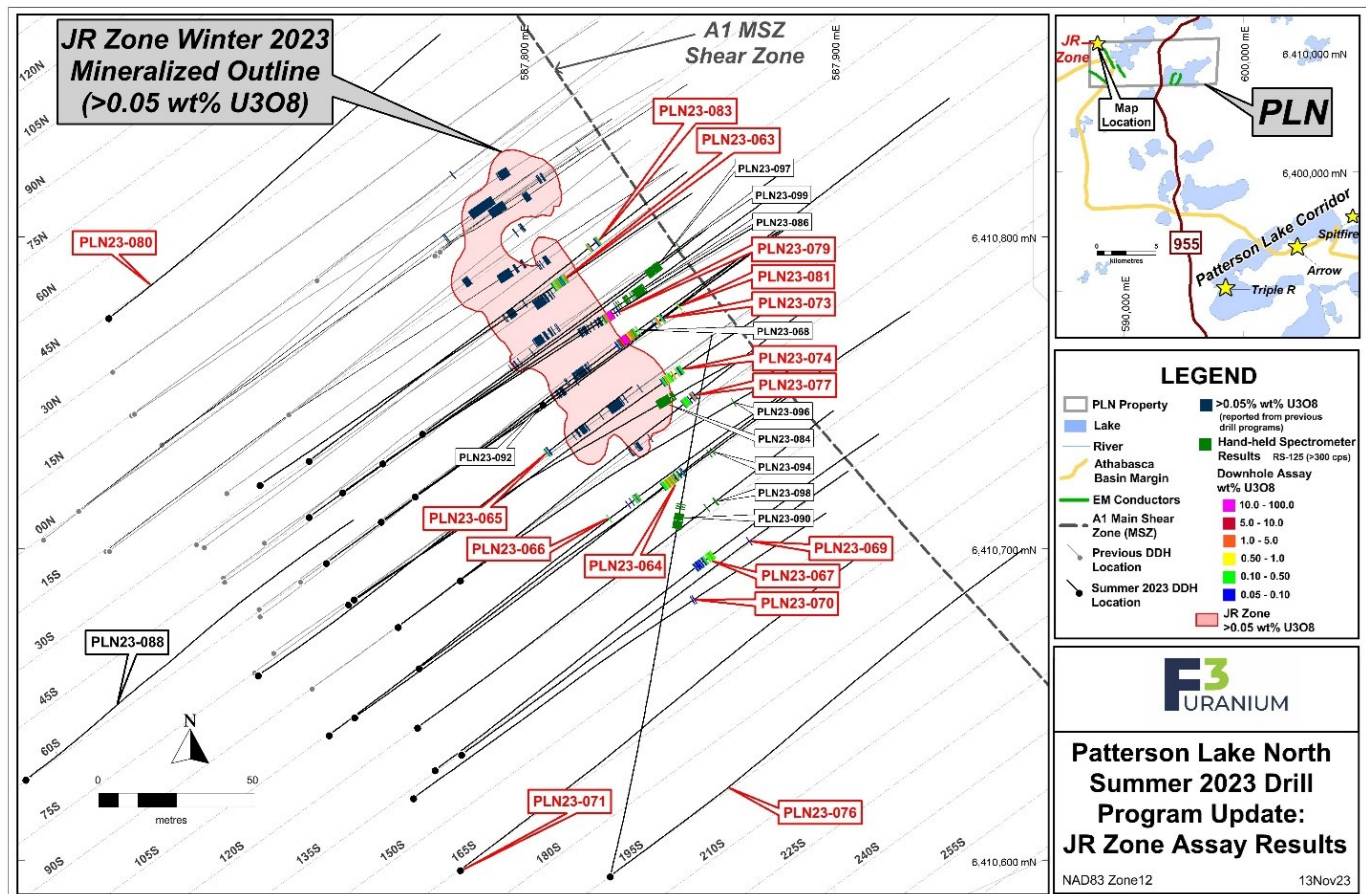 JR Zone Winter 2023
Mineralized Outline
(>0.05 wt% U3O8)
A1 MSZ
Shear Zone
587,800 mE
587,900 mE
6,410,800 mN
6,410,700 mN
6,410,600 mN
120N
105N
90N
75N
60N
45N
30N
15N
00N
15S
30S
45S
60S
75S
90S
105S
120S
135S
150S
165S
180S
195S
210S
225S
240S
255S
PLN23-083
PLN23-063
PLN23-097
PLN23-099
PLN23-086
PLN23-079
PLN23-081
PLN23-073
PLN23-068
PLN23-074
PLN23-077
PLN23-096
PLN23-084
PLN23-094
PLN23-098
PLN23-090
PLN23-069
PLN23-067
PLN23-070
PLN23-080
PLN23-092
PLN23-065
PLN23-066
PLN23-064
PLN23-088
PLN23-071
PLN23-076
N
0
50
metres
JR
Zone
Map
Location
PLN
600,000 mE
6,410,000 mN
6,400,000 mN
590,000 mE
955
0
5
kilometres
Patterson Lake Corridor
Spitfire
Arrow
Triple R
LEGEND
PLN Property
Lake
River
Athabasca
Basin Margin
EM Conductors
A1 Main Shear
Zone (MSZ)
Previous DDH
Location
Summer 2023 DDH
Location
>0.05% wt% U3O8
(reported from previous
drill programs)
Hand-held Spectrometer
Results RS-125 (>300 cps)
Downhole Assay
wt% U3O8
10.0 - 100.0
5.0 - 10.0
1.0 - 5.0
0.50 - 1.0
0.10 - 0.50
0.05 - 0.10
JR Zone
>0.05 wt% U3O8
F3
URANIUM
Patterson Lake North
Summer 2023 Drill
Program Update:
JR Zone Assay Results
NAD83 Zone12
13Nov23